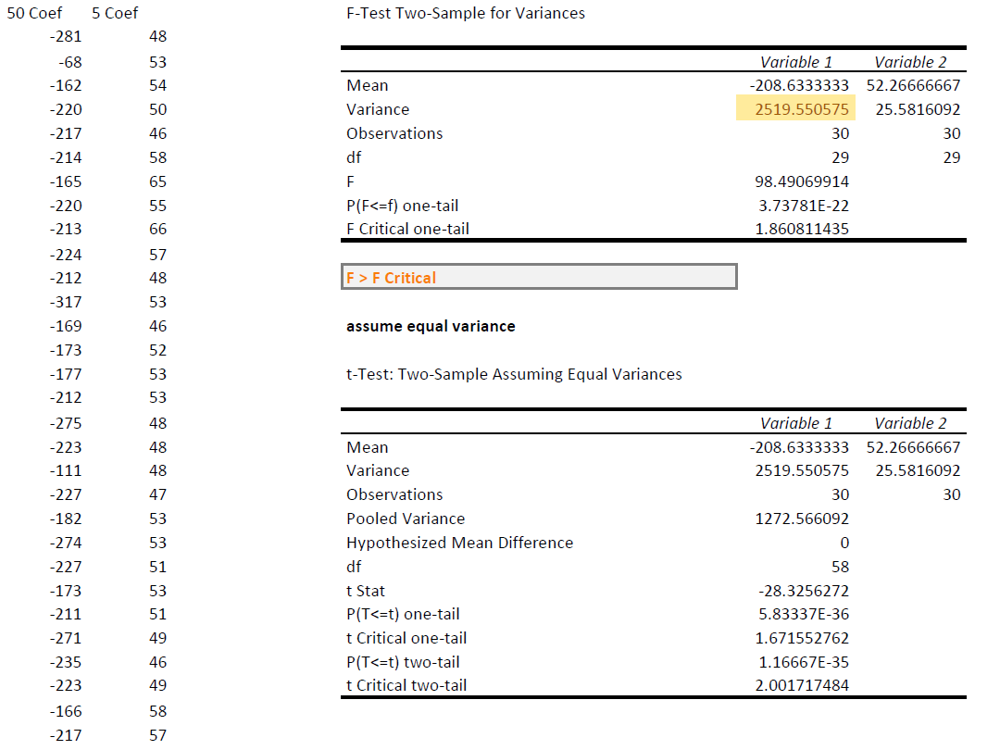 50 Coef 5 Coef F-Test Two-Sample for Variances
-281 48
-68 53 Variable 1 Variable 2
-162 54 Mean -208.6333333 52.26666667
-220 50 Variance 2519.550575 25.5816092
-217 46 Observations 30 30
-214 58 df 29 29
-165 65 F 98.49069914
-220 55 P(F<=f) one-tail 3.73781E-22
-213 66 F Critical one-tail 1.860811435
-224 57
-212 48 F > F Critical
-317 53
-169 46 assume equal variance
-173 52
-177 53 t-Test: Two-Sample Assuming Equal Variances
-212 53
-275 48 Variable 1 Variable 2
-223 48 Mean -208.6333333 52.26666667
-111 48 Variance 2519.550575 25.5816092
-227 47 Observations 30 30
-182 53 Pooled Variance 1272.566092
-274 53 Hypothesized Mean Difference 0
-227 51 df 58
-173 53 t Stat -28.3256272
-211 51 P(T<=t) one-tail 5.83337E-36
-271 49 t Critical one-tail 1.671552762
-235 46 P(T<=t) two-tail 1.16667E-35
-223 49 t Critical two-tail 2.001717484
-166 58
-217 57